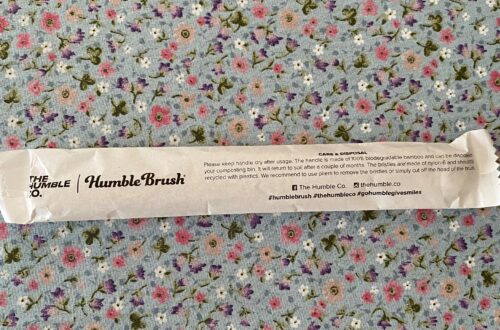 THE
HUMBLE
CO.
Humble Brush
CARE & DISPOSAL
Please keep handle dry after usage. The handle is made of 100% biodegradable bamboo and can be disposed
your composting bin. It will return to soil after a couple of months. The bristles are made of nylon-6 and should
recycled with plastics. We recommend to use pliers to remove the bristles or simply cut off the head of the brush.
The Humble Co. thehumble.co
#humblebrush #thehumbleco #gohumblegivesmiles